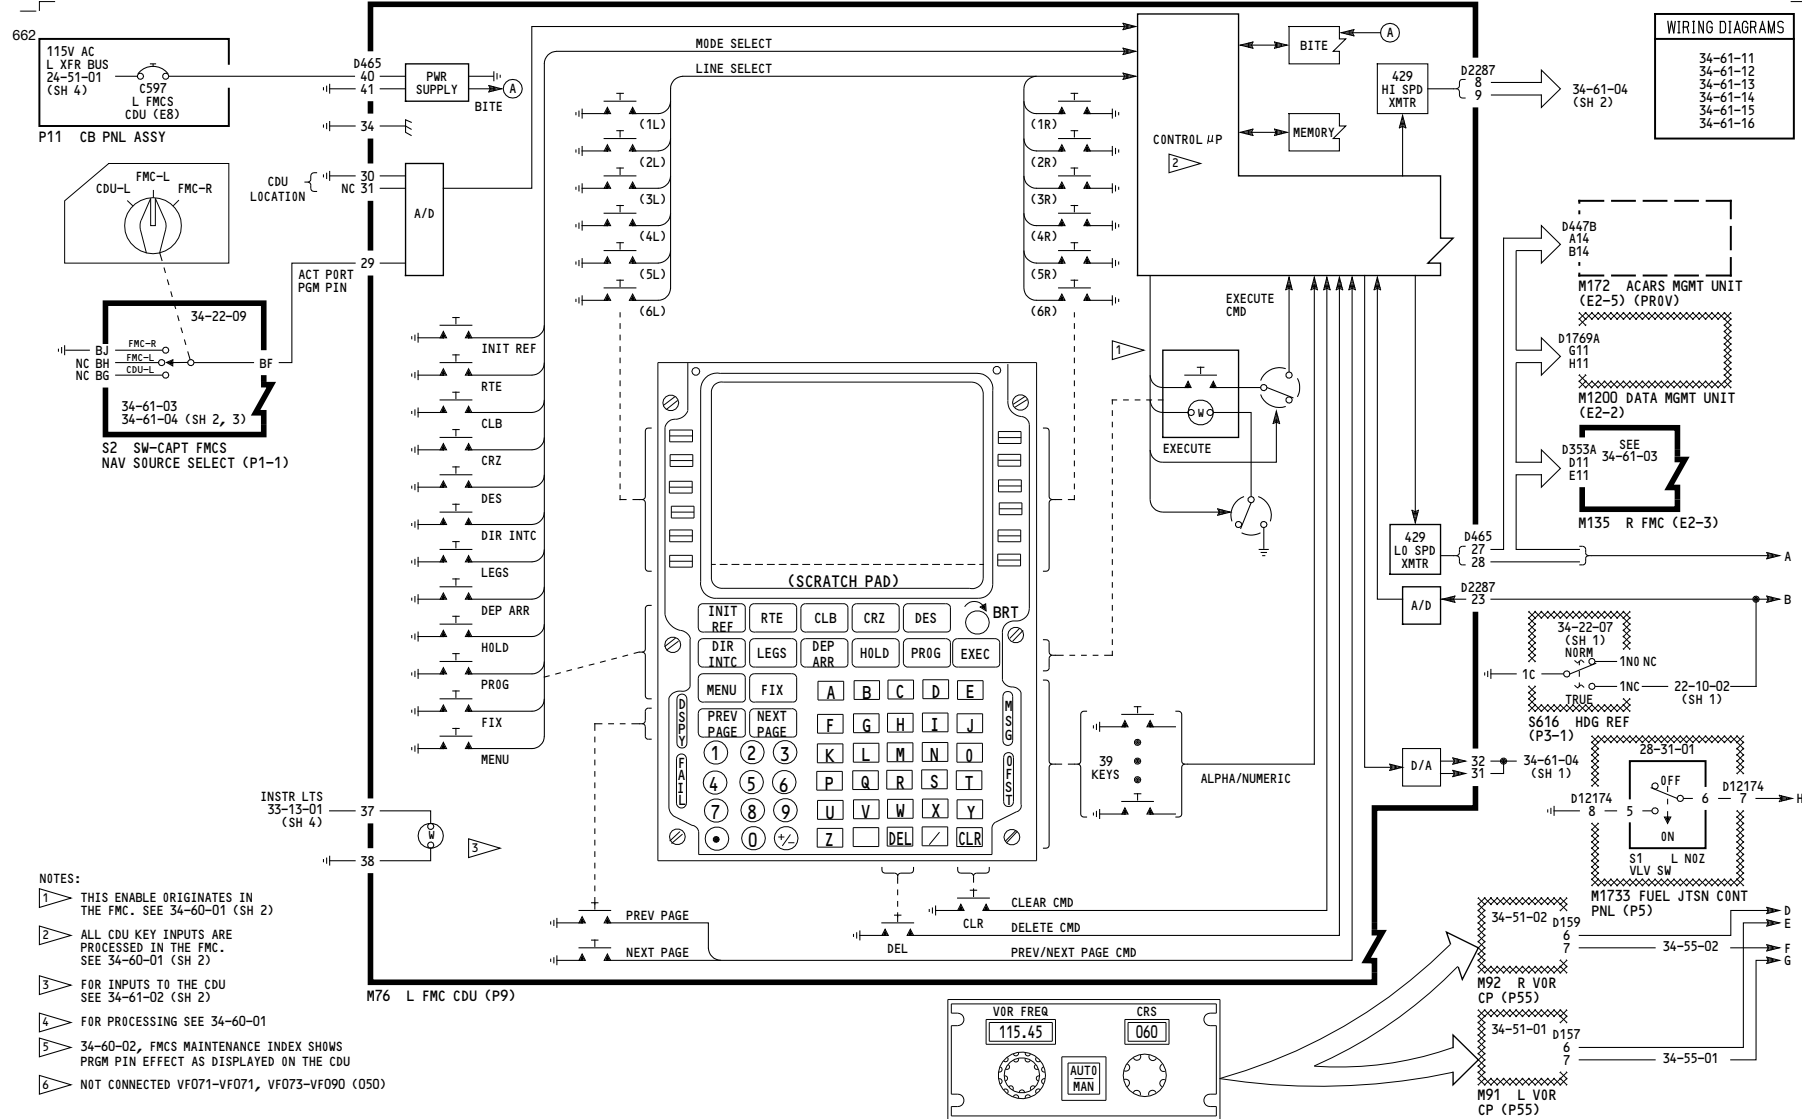 662
115V AC
L XFR BUS
24-51-01
(SH 4)
C597
L FMCS
CDU (E8)
P11 CB PNL ASSY
D465
40
41
PWR
SUPPLY
A
BITE
34
CDU
LOCATION
30
NC 31
A/D
29
ACT PORT
PGM PIN
FMC-L
CDU-L
FMC-R
34-22-09
BJ FMC-R
NC BH FMC-L
NC BG CDU-L
BF
34-61-03
34-61-04 (SH 2, 3)
S2 SW-CAPT FMCS
NAV SOURCE SELECT (P1-1)
MODE SELECT
LINE SELECT
(1L)
(2L)
(3L)
(4L)
(5L)
(6L)
(1R)
(2R)
(3R)
(4R)
(5R)
(6R)
INIT REF
RTE
CLB
CRZ
DES
DIR INTC
LEGS
DEP ARR
HOLD
PROG
FIX
MENU
INSTR LTS
33-13-01
(SH 4)
37
W
38
3
CONTROL µP
2
BITE
A
MEMORY
429
HI SPD
XMTR
D2287
8
9
34-61-04
(SH 2)
WIRING DIAGRAMS
34-61-11
34-61-12
34-61-13
34-61-14
34-61-15
34-61-16
EXECUTE
CMD
1
W
EXECUTE
D447B
A14
B14
M172 ACARS MGMT UNIT
(E2-5) (PROV)
D1769A
G11
H11
M1200 DATA MGMT UNIT
(E2-2)
D353A
D11
E11
SEE
34-61-03
M135 R FMC (E2-3)
429
LO SPD
XMTR
D465
27
28
A
A/D
D2287
23
B
34-22-07
(SH 1)
NORM
1NO NC
1C
1NC
22-10-02
(SH 1)
TRUE
S616 HDG REF
(P3-1)
D/A
32
31
34-61-04
(SH 1)
28-31-01
OFF
D12174
8
5
6
D12174
7
H
ON
S1 L NOZ
VLV SW
M1733 FUEL JTSN CONT
PNL (P5)
(SCRATCH PAD)
INIT
REF
RTE
CLB
CRZ
DES
BRT
DIR
INTC
LEGS
DEP
ARR
HOLD
PROG
EXEC
MENU
FIX
PREV
PAGE
NEXT
PAGE
A B C D E
F G H I J
K L M N O
P Q R S T
U V W X Y
Z DEL / CLR
1 2 3
4 5 6
7 8 9
• 0 +/-
DSPY
FAIL
MSG
OFST
39
KEYS
ALPHA/NUMERIC
CLEAR CMD
CLR
DELETE CMD
DEL
PREV PAGE
NEXT PAGE
PREV/NEXT PAGE CMD
M76 L FMC CDU (P9)
34-51-02
D159
6
7
34-55-02
D
E
F
G
M92 R VOR
CP (P55)
34-51-01
D157
6
7
34-55-01
M91 L VOR
CP (P55)
VOR FREQ
115.45
CRS
060
AUTO
MAN
NOTES:
1 THIS ENABLE ORIGINATES IN
THE FMC. SEE 34-60-01 (SH 2)
2 ALL CDU KEY INPUTS ARE
PROCESSED IN THE FMC.
SEE 34-60-01 (SH 2)
3 FOR INPUTS TO THE CDU
SEE 34-61-02 (SH 2)
4 FOR PROCESSING SEE 34-60-01
5 34-60-02, FMCS MAINTENANCE INDEX SHOWS
PRGM PIN EFFECT AS DISPLAYED ON THE CDU
6 NOT CONNECTED VF071-VF071, VF073-VF090 (050)